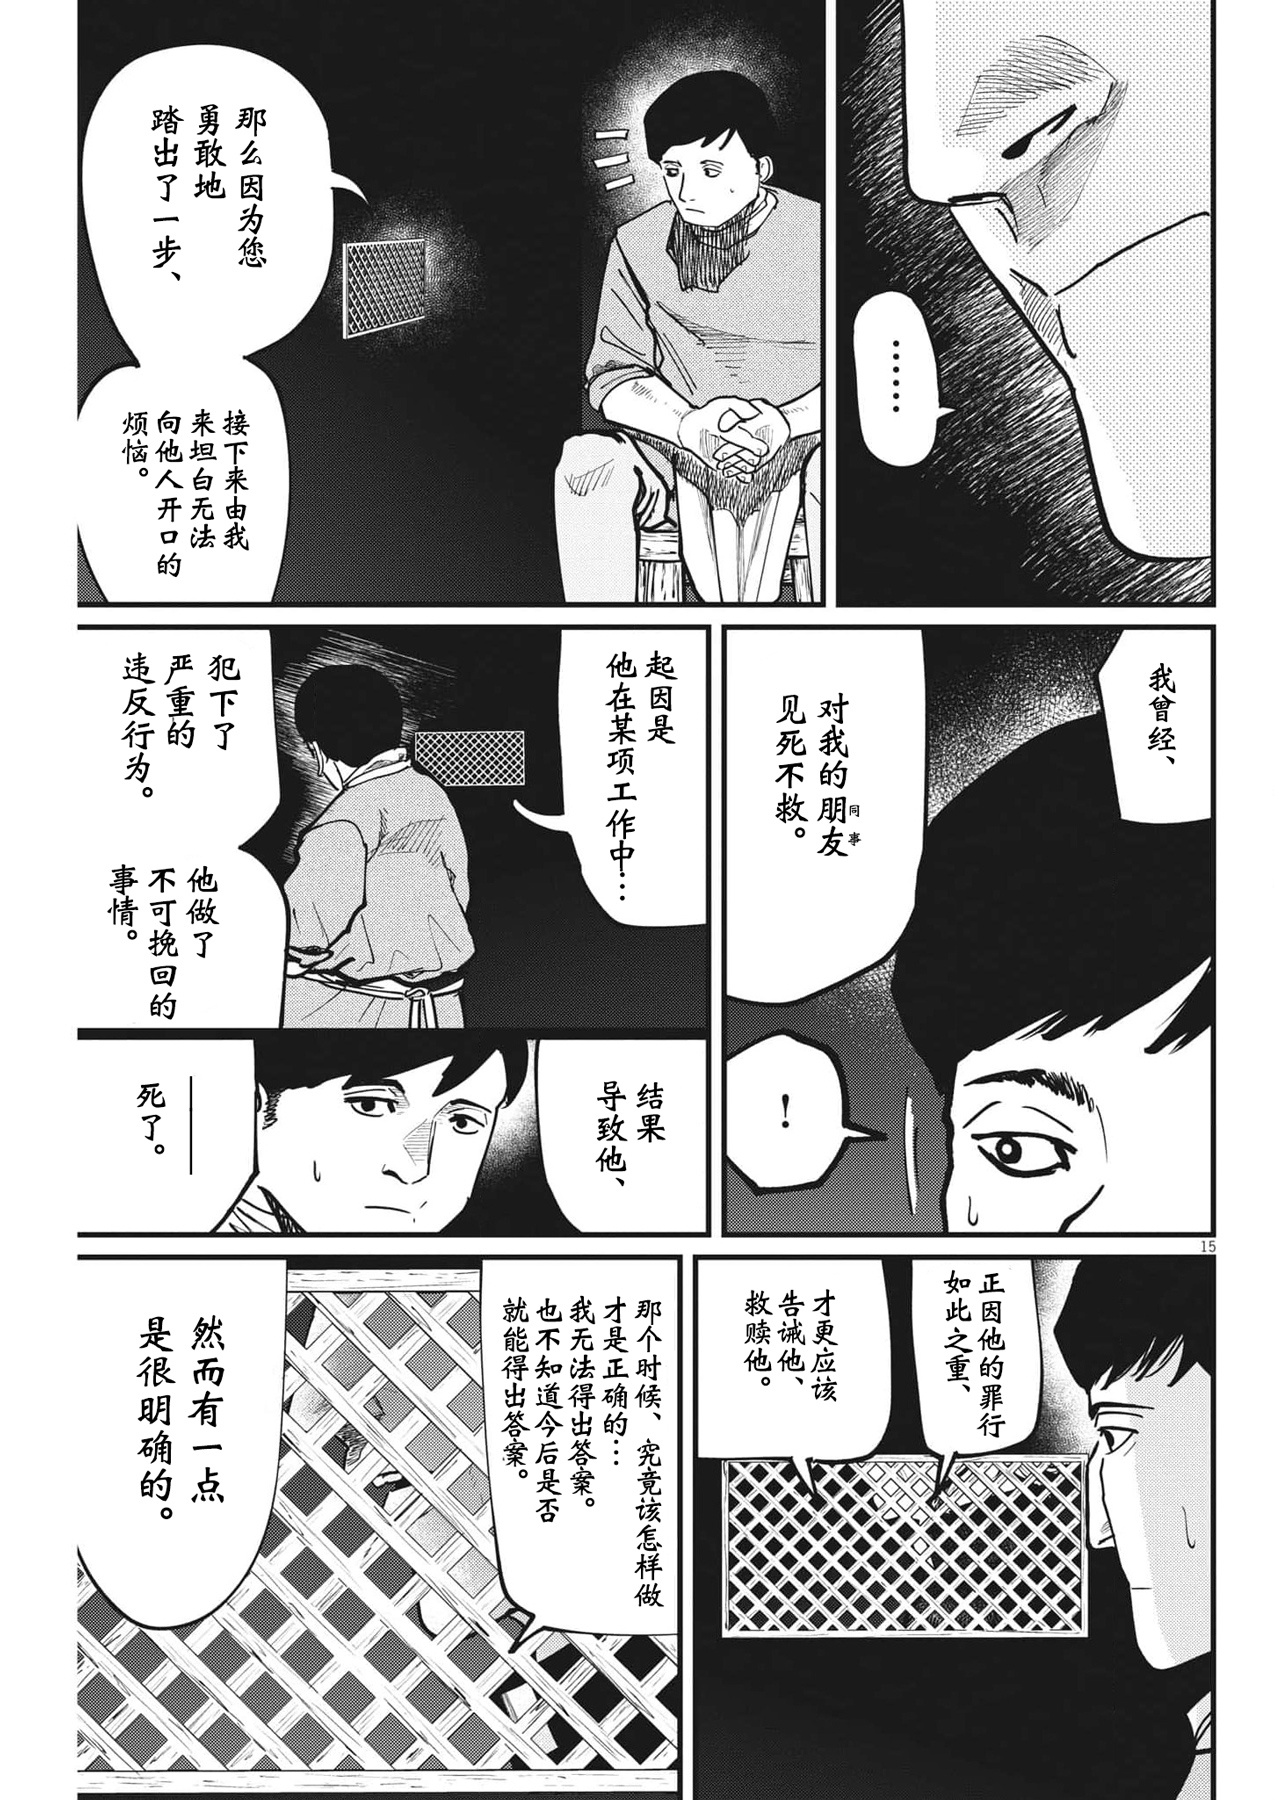 ……
那么因为您
勇敢地
踏出了一步、
接下来由我
来坦白无法
向他人开口的
烦恼。
我曾经、
对我的朋友
同事
见死不救。
！
起因是
他在某项工作中…
犯下了
严重的
违反行为。
他做了
不可挽回的
事情。
结果
导致他、
——
死了。
15
正因他的罪行
如此之重、
才更应该
告诫他、
救赎他。
那个时候、究竟该怎样做
才是正确的…
我无法得出答案。
也不知道今后是否
就能得出答案。
然而有一点
是很明确的。